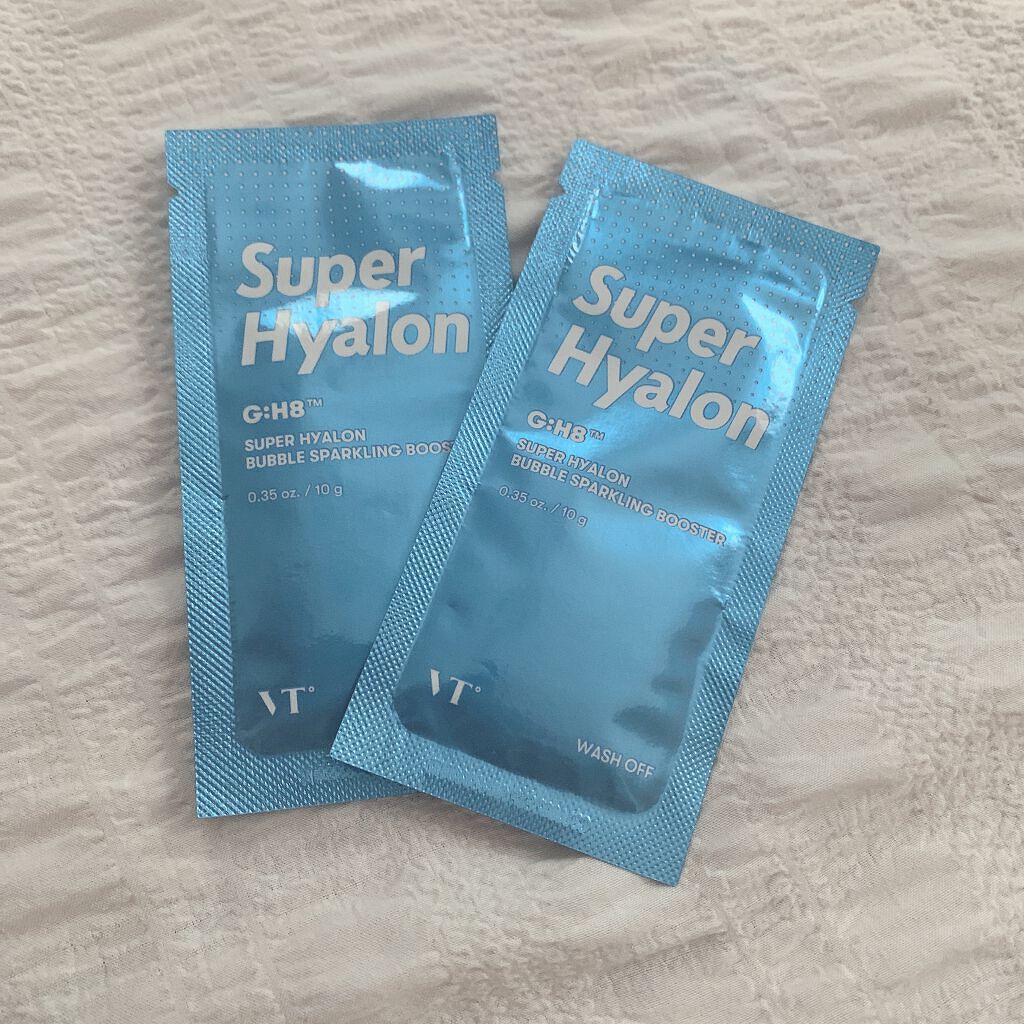 Super
Hyalon
G:H8™
SUPER HYALON
BUBBLE SPARKLING BOOST
0.35 oz. / 10 g
VT°
Super
Hyalon
G:H8™
SUPER HYALON
BUBBLE SPARKLING BOOSTER
0.35 oz. / 10 g
VT°
WASH OFF